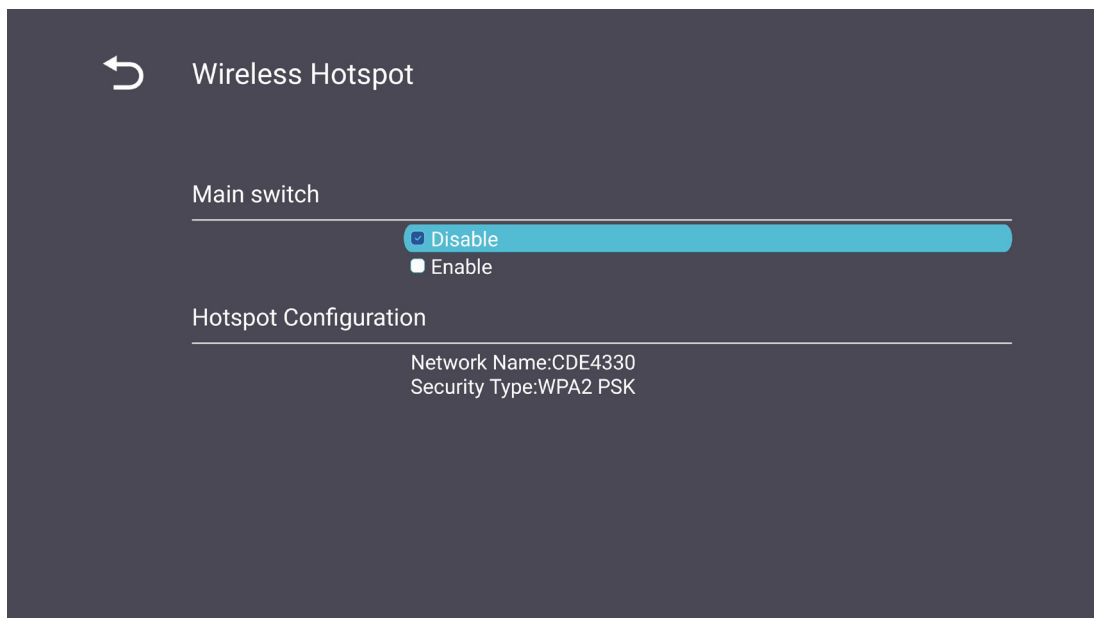 Wireless Hotspot
Main switch
Disable
Enable
Hotspot Configuration
Network Name:CDE4330
Security Type:WPA2 PSK